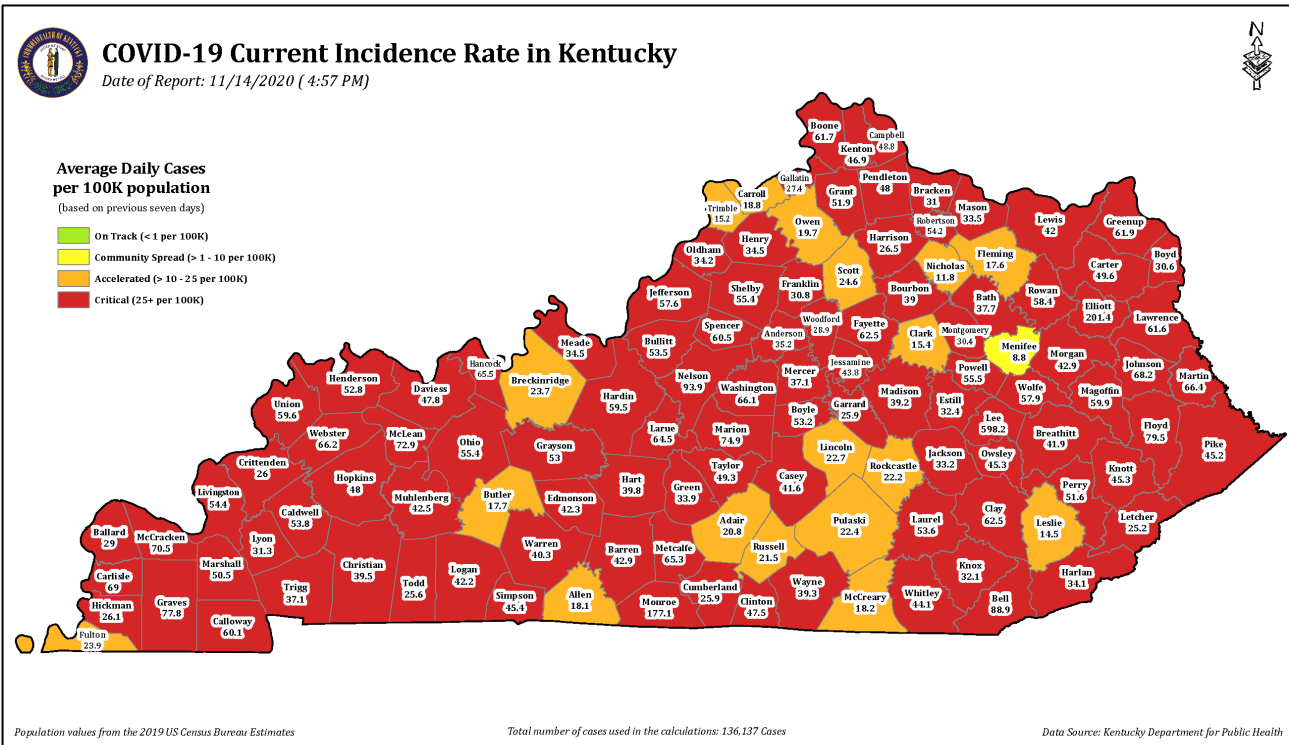 COVID-19 Current Incidence Rate in Kentucky
Date of Report: 11/14/2020 ( 4:57 PM)
N
Average Daily Cases
per 100K population
(based on previous seven days)
On Track (< 1 per 100K)
Community Spread (> 1 - 10 per 100K)
Accelerated (> 10 - 25 per 100K)
Critical (25+ per 100K)
Boone
61.7
Campbell
48.8
Kenton
46.9
Gallatin
27.4
Carroll
18.8
Trimble
15.2
Grant
51.9
Pendleton
48
Bracken
31
Mason
33.5
Robertson
54.2
Lewis
42
Greenup
61.9
Owen
19.7
Henry
34.5
Oldham
34.2
Harrison
26.5
Nicholas
11.8
Fleming
17.6
Carter
49.6
Boyd
30.6
Scott
24.6
Franklin
30.8
Shelby
55.4
Jefferson
57.6
Bourbon
39
Bath
37.7
Rowan
58.4
Elliott
201.4
Lawrence
61.6
Spencer
60.5
Bullitt
53.5
Anderson
35.2
Woodford
28.9
Fayette
62.5
Clark
15.4
Montgomery
30.4
Menifee
8.8
Morgan
42.9
Johnson
68.2
Martin
66.4
Meade
34.5
Hancock
65.5
Breckinridge
23.7
Hardin
59.5
Nelson
93.9
Washington
66.1
Mercer
37.1
Jessamine
43.8
Madison
39.2
Powell
55.5
Estill
32.4
Wolfe
57.9
Magoffin
59.9
Floyd
79.5
Pike
45.2
Henderson
52.8
Daviess
47.8
Union
59.6
Webster
66.2
McLean
72.9
Ohio
55.4
Grayson
53
Larue
64.5
Marion
74.9
Boyle
53.2
Garrard
25.9
Lincoln
22.7
Rockcastle
22.2
Jackson
33.2
Lee
598.2
Owsley
45.3
Breathitt
41.9
Knott
45.3
Perry
51.6
Letcher
25.2
Crittenden
26
Livingston
54.4
Hopkins
48
Caldwell
53.8
Muhlenberg
42.5
Butler
17.7
Edmonson
42.3
Hart
39.8
Green
33.9
Taylor
49.3
Casey
41.6
Adair
20.8
Russell
21.5
Pulaski
22.4
Laurel
53.6
Clay
62.5
Leslie
14.5
Harlan
34.1
Ballard
29
McCracken
70.5
Carlisle
69
Hickman
26.1
Fulton
23.9
Graves
77.8
Marshall
50.5
Calloway
60.1
Lyon
31.3
Trigg
37.1
Christian
39.5
Todd
25.6
Logan
42.2
Warren
40.3
Simpson
45.4
Allen
18.1
Barren
42.9
Metcalfe
65.3
Monroe
177.1
Cumberland
25.9
Clinton
47.5
Wayne
39.3
McCreary
18.2
Whitley
44.1
Knox
32.1
Bell
88.9
Population values from the 2019 US Census Bureau Estimates
Total number of cases used in the calculations: 136,137 Cases
Data Source: Kentucky Department for Public Health